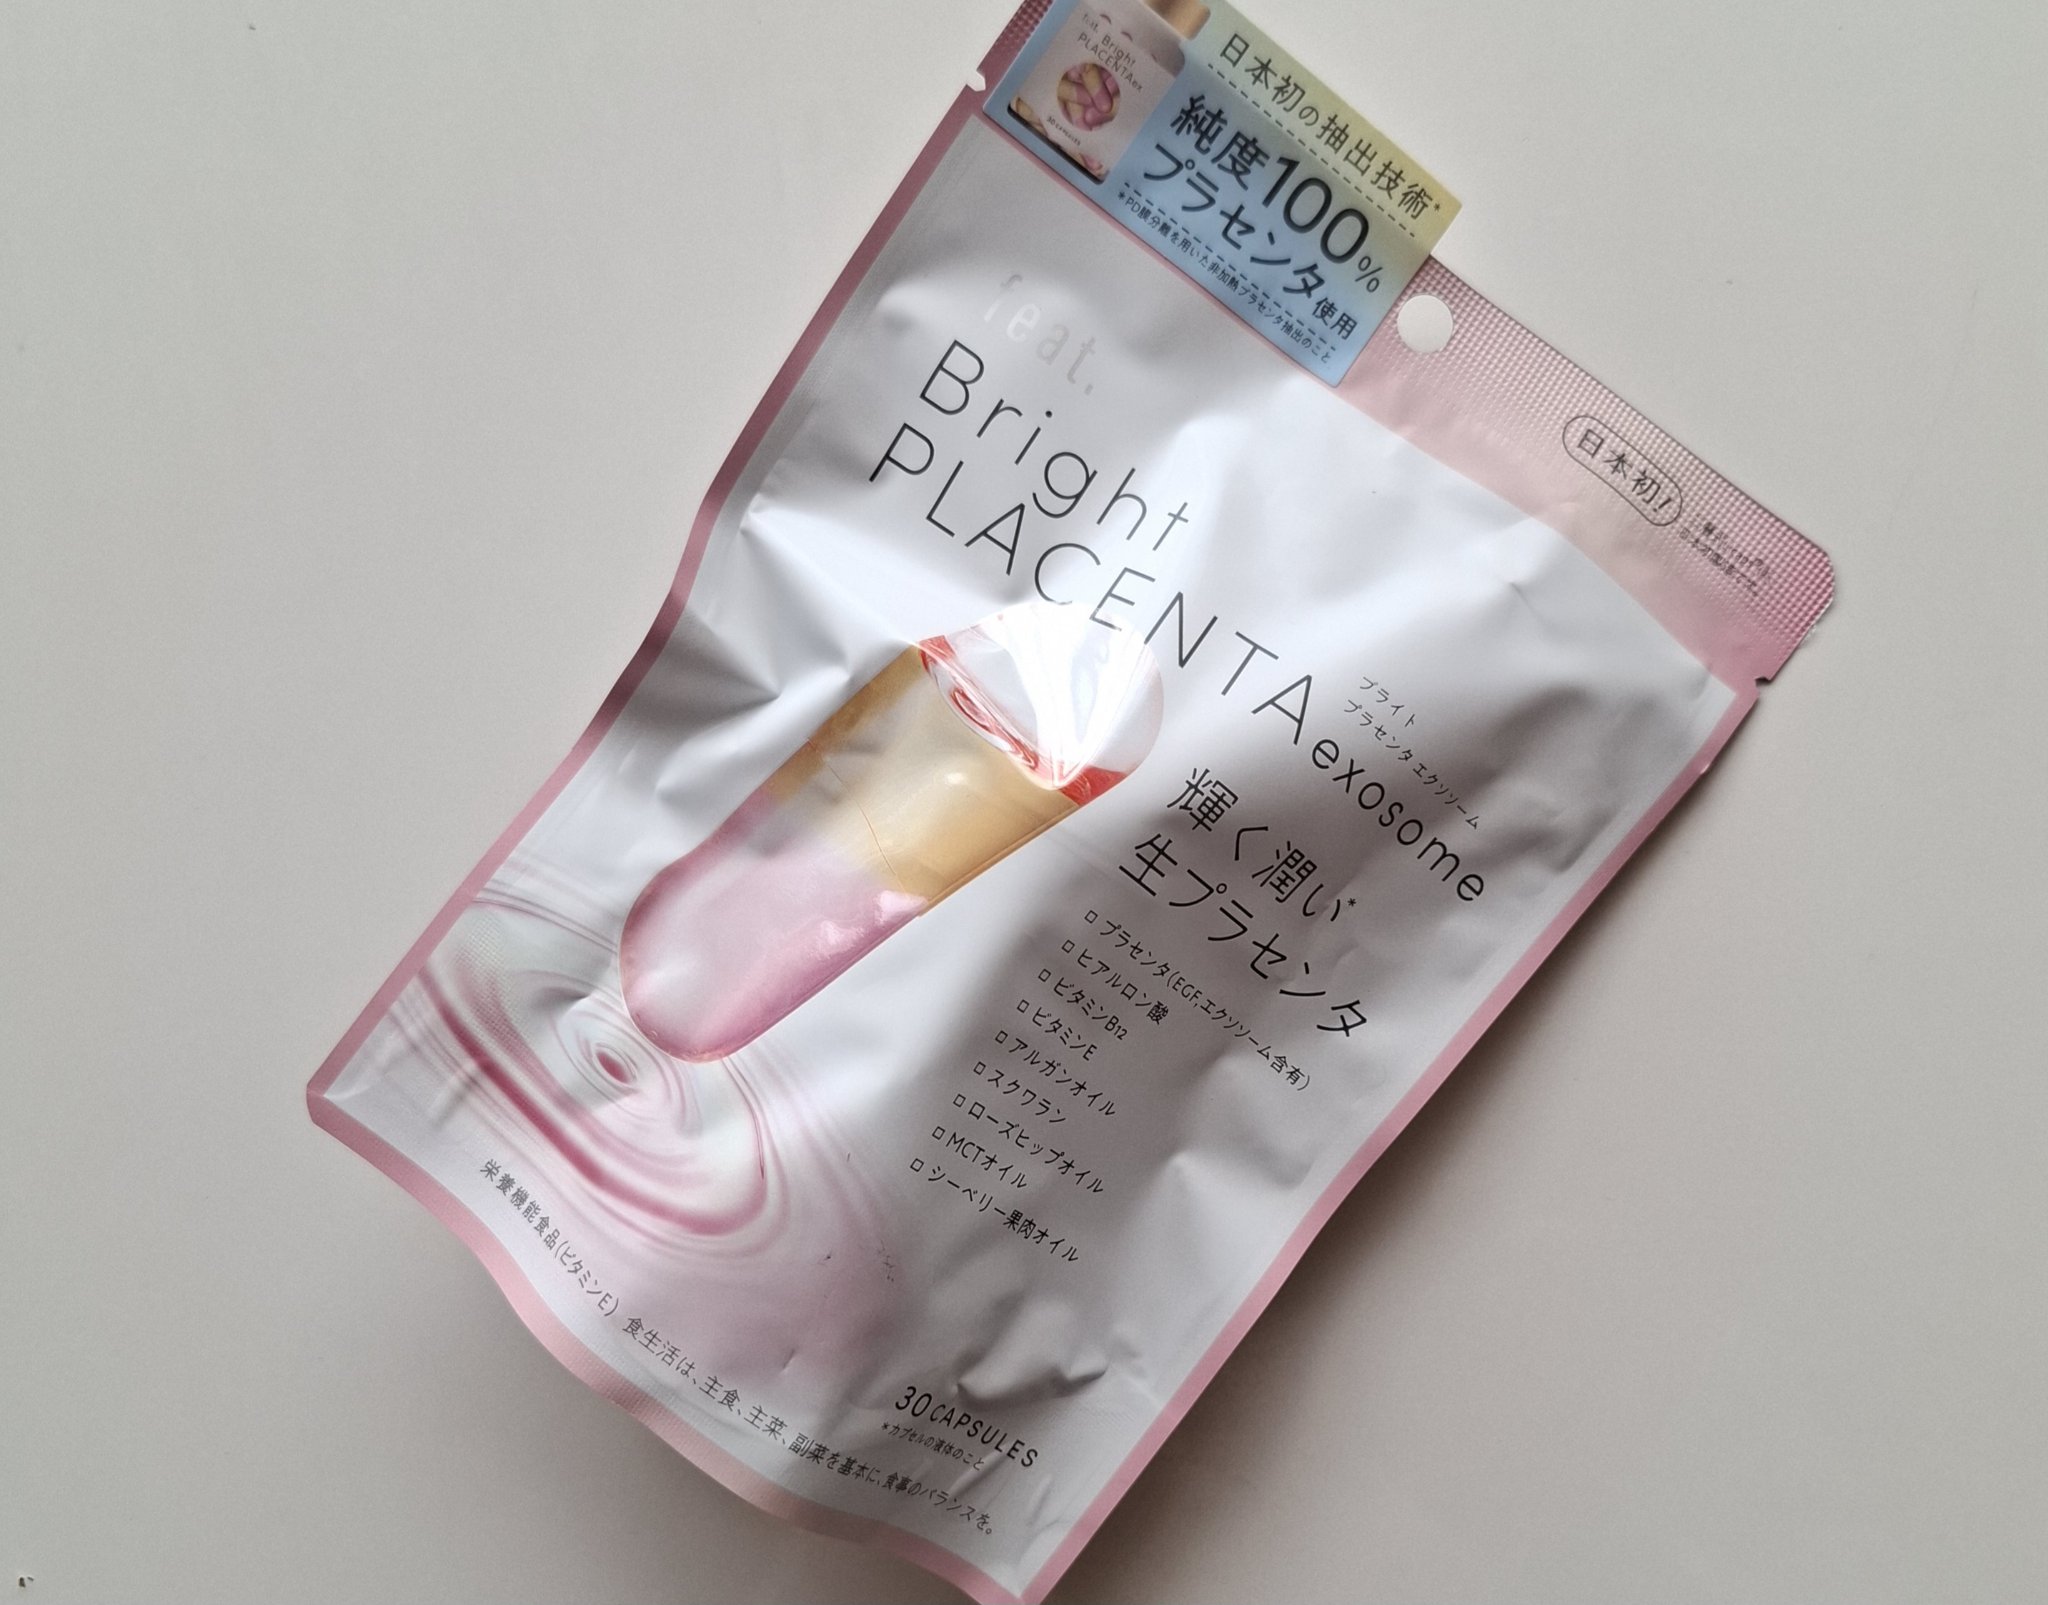 feat. Bright
PLACENTAex
30 CAPSULES
日本初の抽出技術*
純度100%
プラセンタ使用
*PD膜分離を用いた非加熱プラセンタ抽出のこと
日本初!
feat.
Bright
PLACENTAexosome
ブライト
プラセンタ エクソソーム
輝く潤い*
生プラセンタ
プラセンタ(EGF,エクソソーム含有)
ヒアルロン酸
ビタミンB12
ビタミンE
アルガンオイル
スクワラン
ローズヒップオイル
MCTオイル
シーベリー果肉オイル
30 CAPSULES
*カプセルの液体のこと
栄養機能食品(ビタミンE) 食生活は、主食、主菜、副菜を基本に、食事のバランスを。